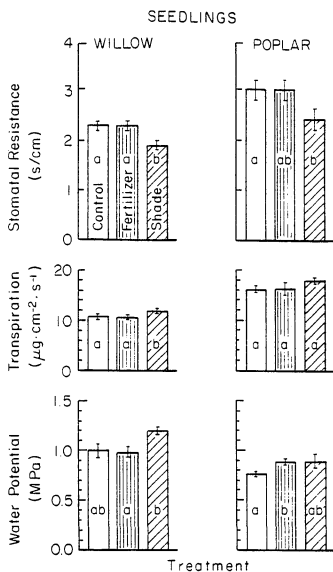 SEEDLINGS
WILLOW POPLAR
Stomatal Resistance
(s/cm)
4
3
2
1
0
a a b
Control Fertilizer Shade
a ab b
Transpiration
(µg·cm-2·s-1)
20
10
0
a a b
a a a
Water Potential
(MPa)
1.5
1.0
0.5
0.0
ab a b
a b ab
Treatment